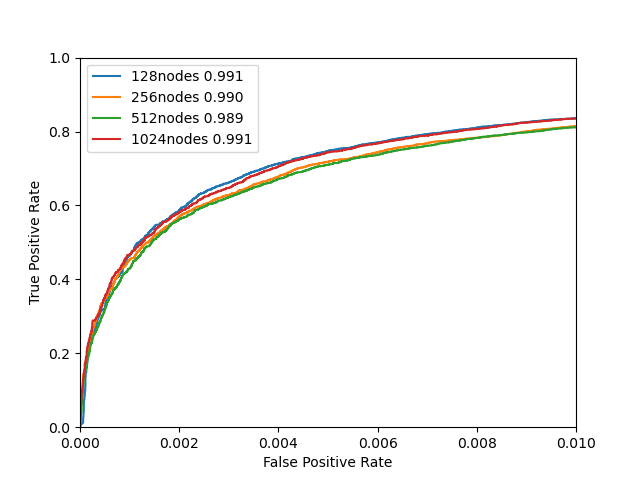 1.0
0.8
0.6
0.4
0.2
0.0
True Positive Rate
128nodes 0.991
256nodes 0.990
512nodes 0.989
1024nodes 0.991
0.000 0.002 0.004 0.006 0.008 0.010
False Positive Rate